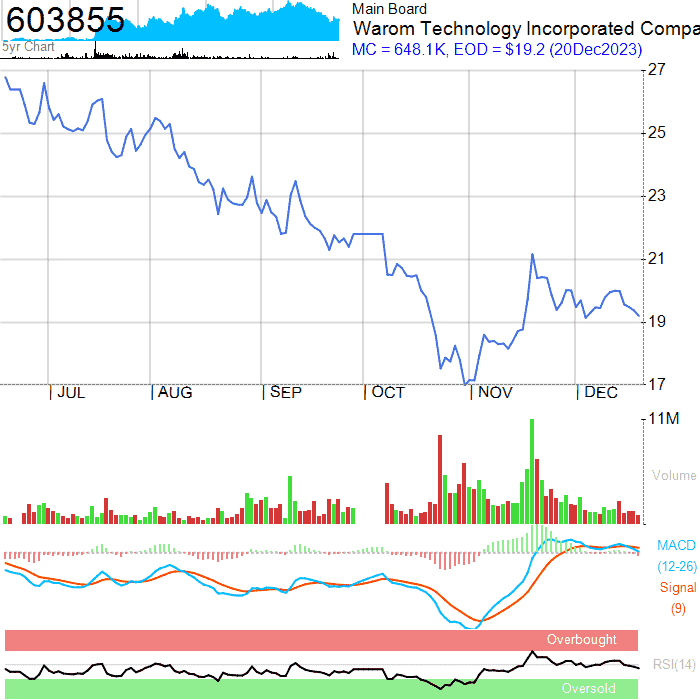 603855
5yr Chart
Main Board
Warom Technology Incorporated Compa
MC = 648.1K, EOD = $19.2 (20Dec2023)
27
25
23
21
19
17
JUL
AUG
SEP
OCT
NOV
DEC
11M
Volume
MACD
(12-26)
Signal
(9)
Overbought
RSI(14)
Oversold